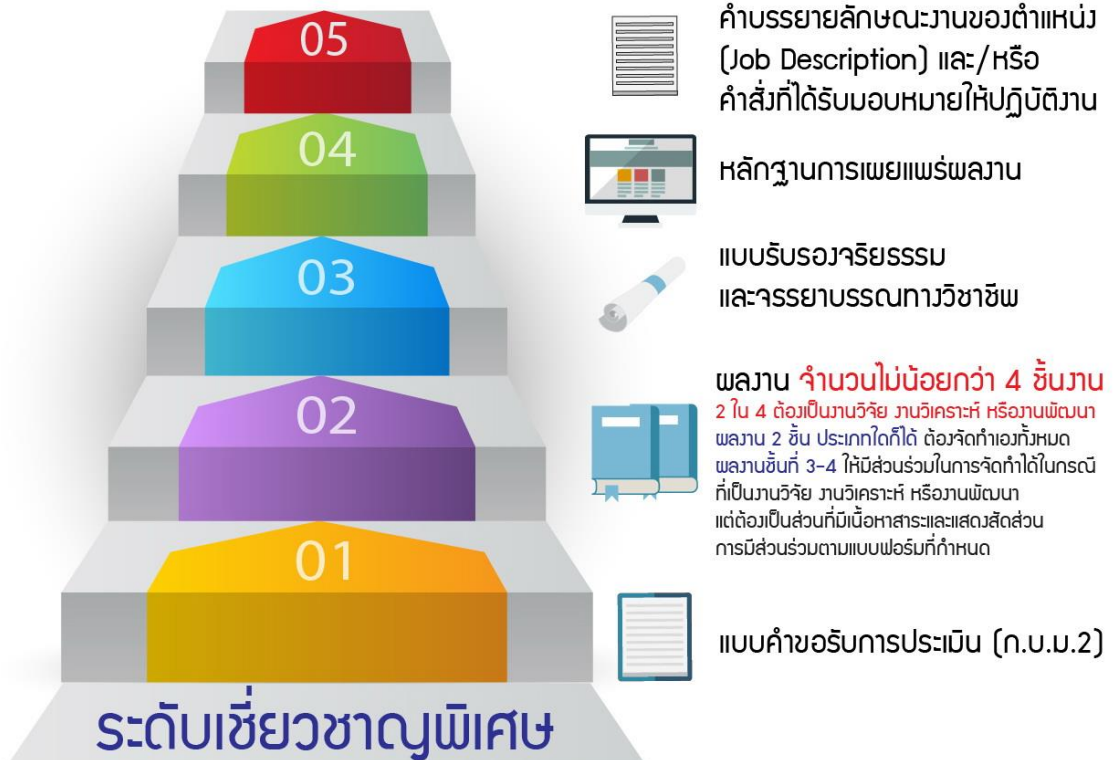 05
คำบรรยายลักษณะงานของตำแหน่ง
(Job Description) และ/หรือ
คำสั่งที่ได้รับมอบหมายให้ปฏิบัติงาน
04
หลักฐานการเผยแพร่ผลงาน
03
แบบรับรองจริยธรรม
และจรรยาบรรณทางวิชาชีพ
02
ผลงาน จำนวนไม่น้อยกว่า 4 ชิ้นงาน
2 ใน 4 ต้องเป็นงานวิจัย งานวิเคราะห์ หรืองานพัฒนา
ผลงาน 2 ชิ้น ประเภทใดก็ได้ ต้องจัดทำเองทั้งหมด
ผลงานชิ้นที่ 3-4 ให้มีส่วนร่วมในการจัดทำได้ในกรณี
ที่เป็นงานวิจัย งานวิเคราะห์ หรืองานพัฒนา
แต่ต้องเป็นส่วนที่มีเนื้อหาสาระและแสดงสัดส่วน
การมีส่วนร่วมตามแบบฟอร์มที่กำหนด
01
แบบคำขอรับการประเมิน (ก.บ.ม.2)
ระดับเชี่ยวชาญพิเศษ